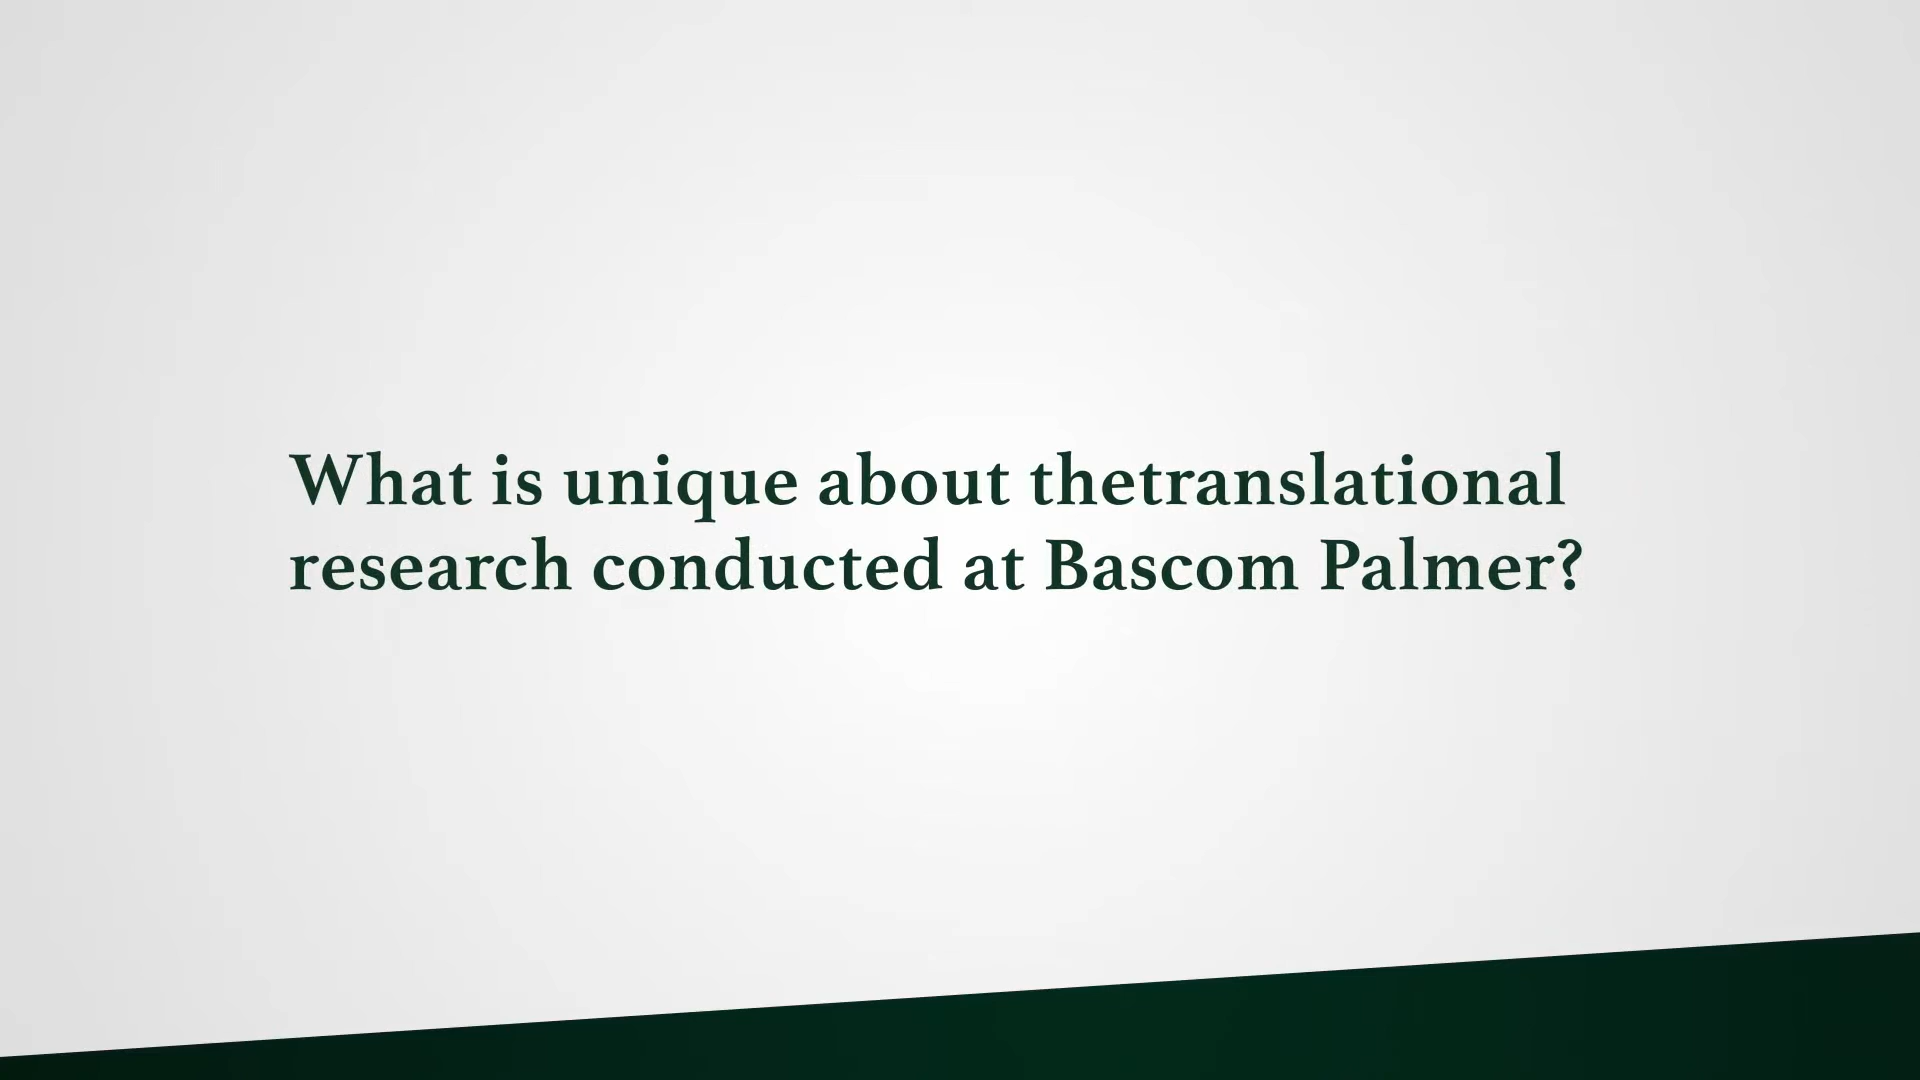 What is unique about thetranslational
research conducted at Bascom Palmer?